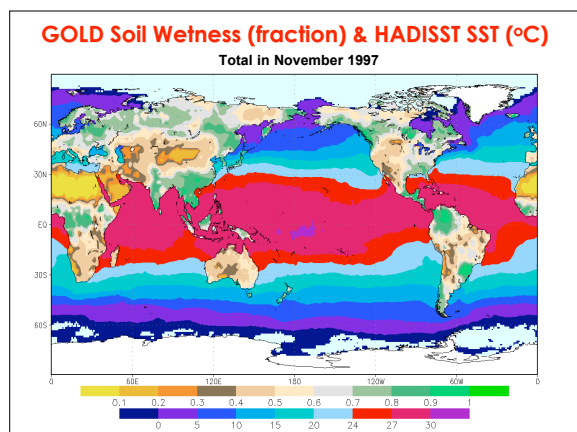 GOLD Soil Wetness (fraction) & HADISST SST (°C)
Total in November 1997
60N
30N
EQ
30S
60S
0 60E 120E 180 120W 60W 0
0.1 0.2 0.3 0.4 0.5 0.6 0.7 0.8 0.9 1
0 5 10 15 20 24 27 30